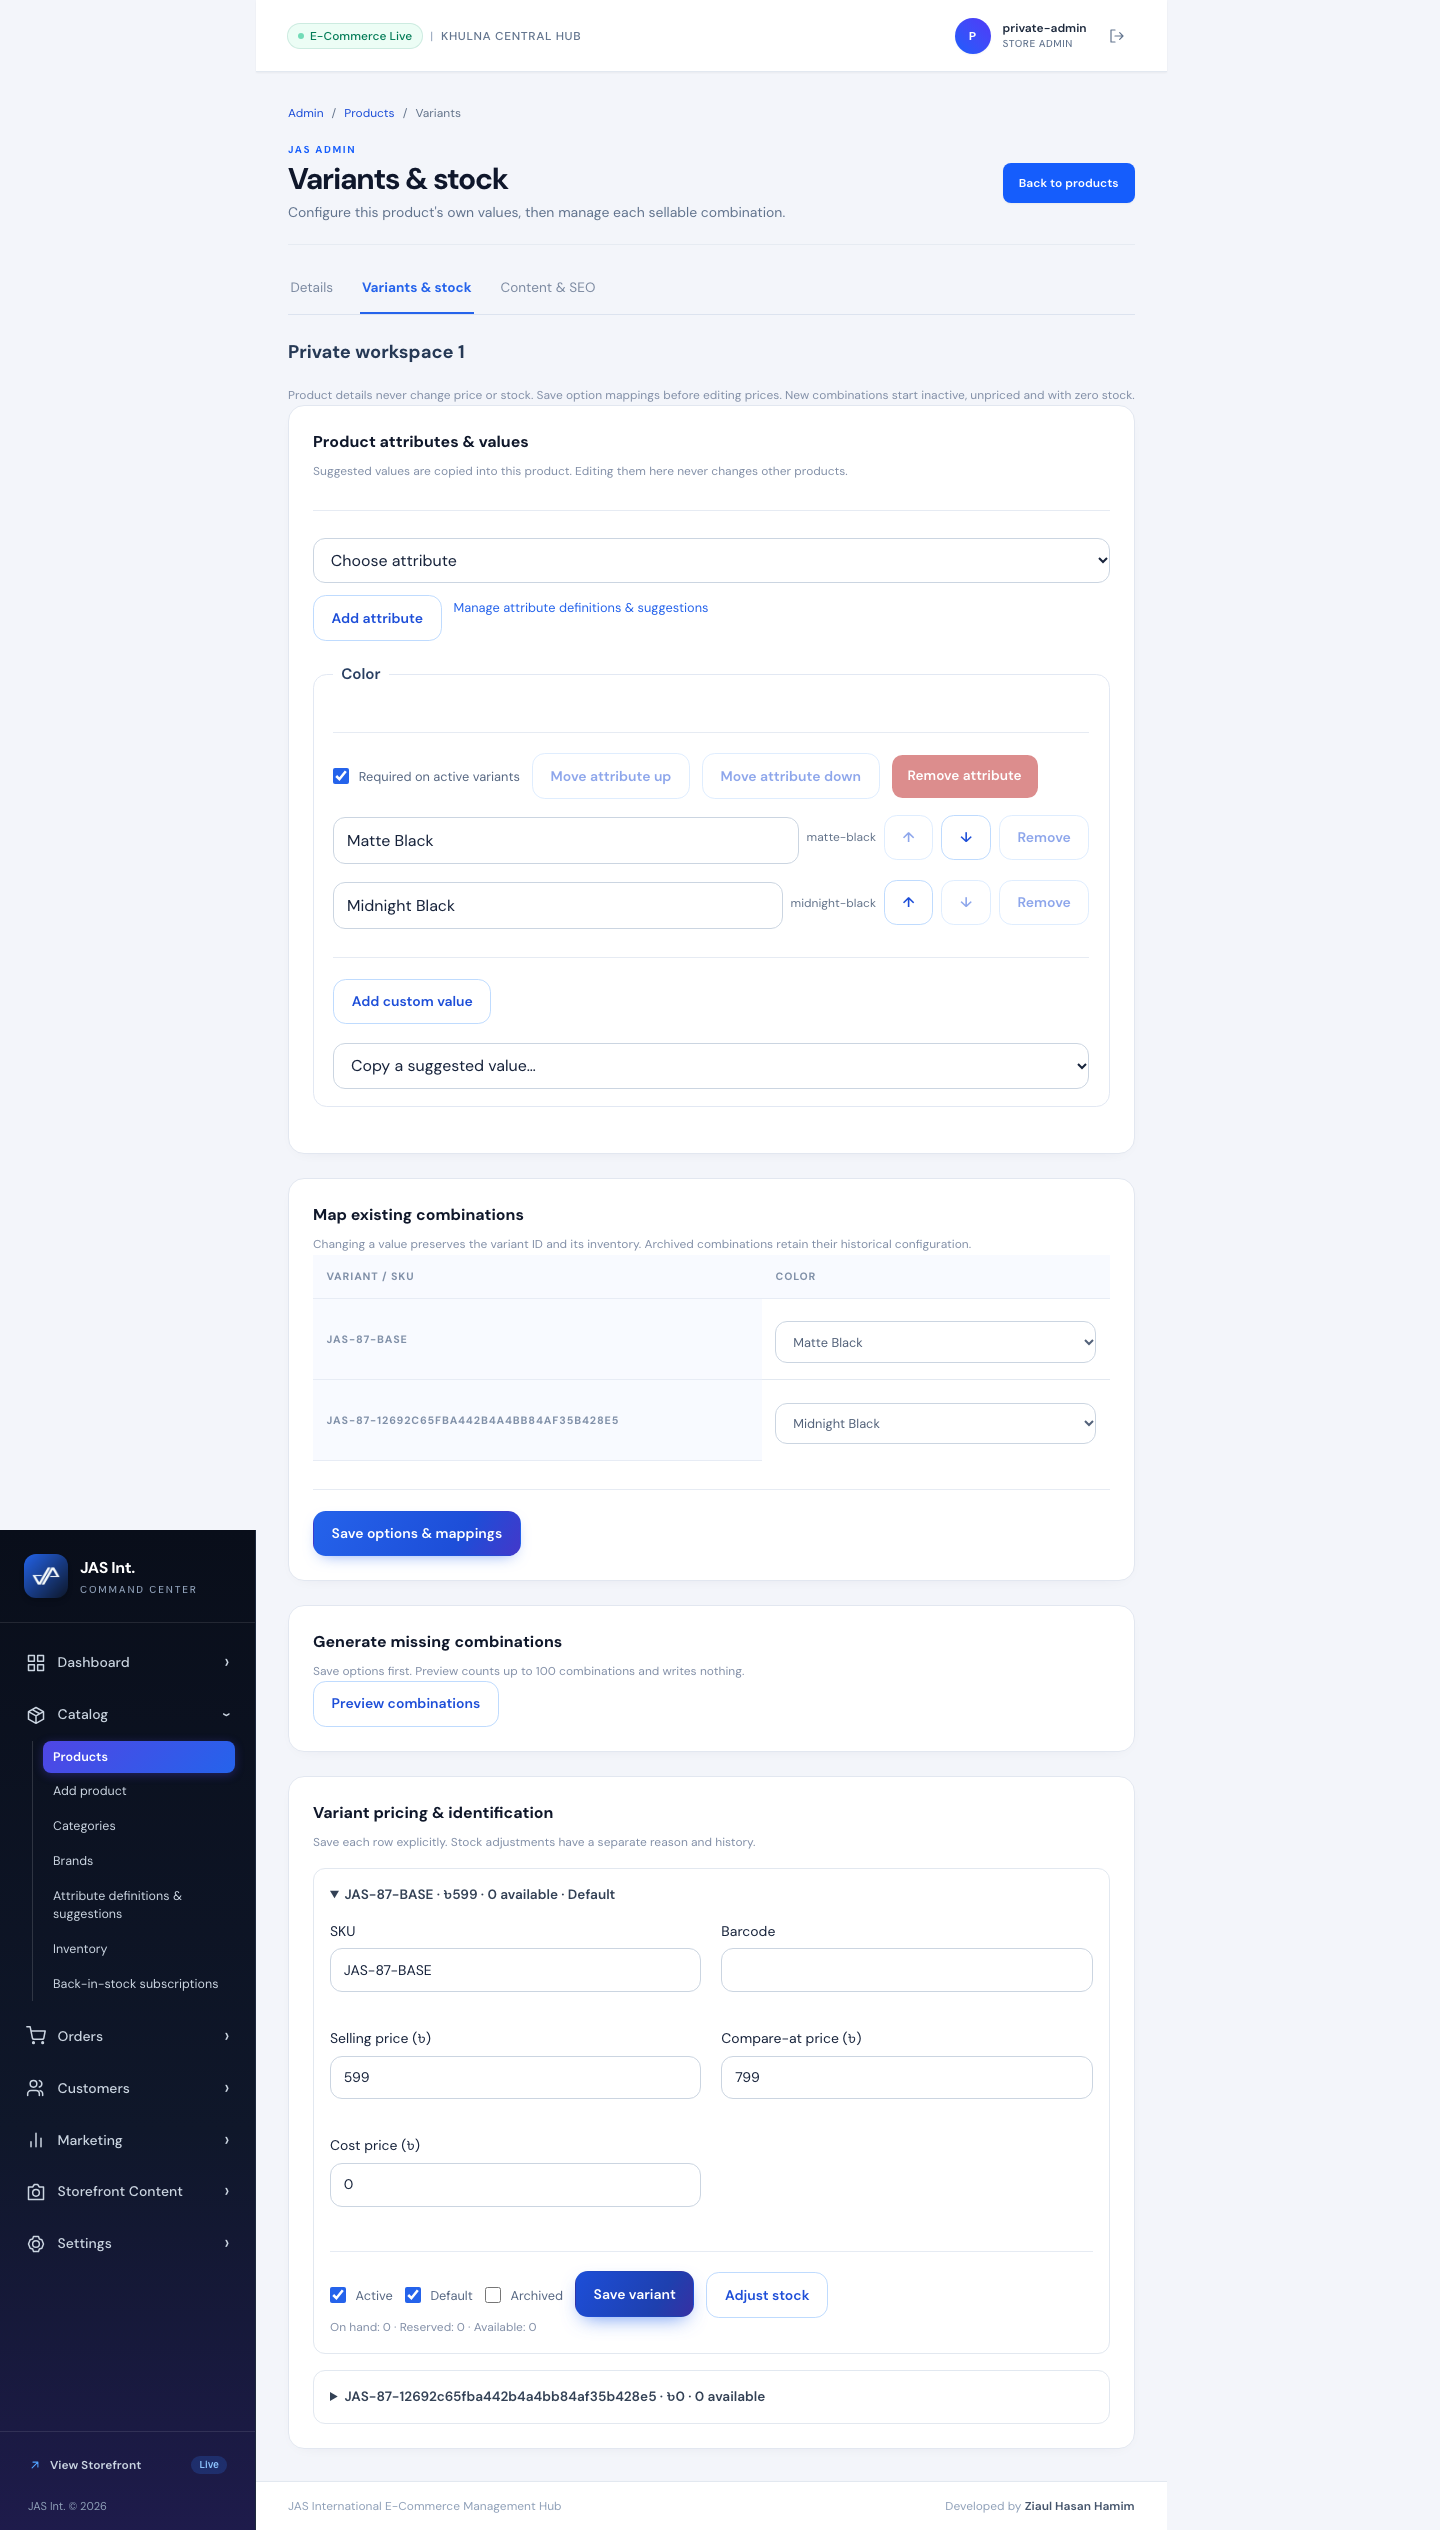 E-Commerce Live | KHULNA CENTRAL HUB
P
private-admin
STORE ADMIN
Admin / Products / Variants
JAS ADMIN
Variants & stock
Back to products
Configure this product's own values, then manage each sellable combination.
Details Variants & stock Content & SEO
Private workspace 1
Product details never change price or stock. Save option mappings before editing prices. New combinations start inactive, unpriced and with zero stock.
Product attributes & values
Suggested values are copied into this product. Editing them here never changes other products.
Choose attribute
Add attribute Manage attribute definitions & suggestions
Color
Required on active variants Move attribute up Move attribute down Remove attribute
Matte Black matte-black ↑ ↓ Remove
Midnight Black midnight-black ↑ ↓ Remove
Add custom value
Copy a suggested value...
Map existing combinations
Changing a value preserves the variant ID and its inventory. Archived combinations retain their historical configuration.
VARIANT / SKU COLOR
JAS-87-BASE Matte Black
JAS-87-12692C65FBA442B4A4BB84AF35B428E5 Midnight Black
Save options & mappings
Generate missing combinations
Save options first. Preview counts up to 100 combinations and writes nothing.
Preview combinations
Variant pricing & identification
Save each row explicitly. Stock adjustments have a separate reason and history.
JAS-87-BASE · ৳599 · 0 available · Default
SKU Barcode
JAS-87-BASE
Selling price (৳) Compare-at price (৳)
599 799
Cost price (৳)
0
Active Default Archived Save variant Adjust stock
On hand: 0 · Reserved: 0 · Available: 0
JAS-87-12692c65fba442b4a4bb84af35b428e5 · ৳0 · 0 available
JAS International E-Commerce Management Hub Developed by Ziaul Hasan Hamim
JAS Int.
COMMAND CENTER
Dashboard
Catalog
Products
Add product
Categories
Brands
Attribute definitions &
suggestions
Inventory
Back-in-stock subscriptions
Orders
Customers
Marketing
Storefront Content
Settings
View Storefront Live
JAS Int. © 2026